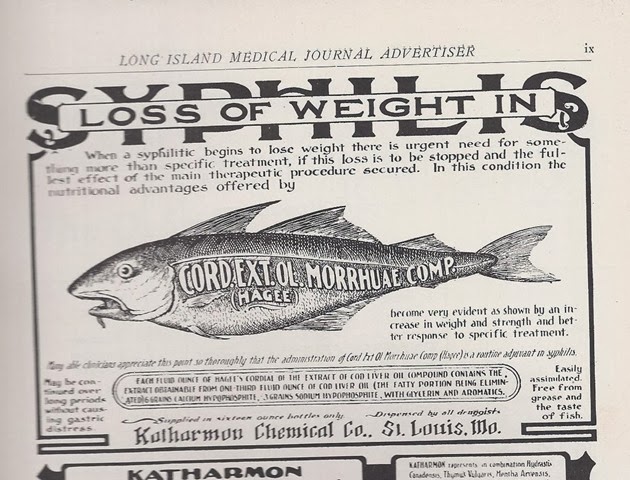 LONG ISLAND MEDICAL JOURNAL ADVERTISER
ix
SYPHILIS
LOSS OF WEIGHT IN
When a syphilitic begins to lose weight there is urgent need for some-
thing more than specific treatment, if this loss is to be stopped and the ful-
lest effect of the main therapeutic procedure secured. In this condition the
nutritional advantages offered by
CORD. EXT. OL. MORRHUAE COMP.
(HAGEE)
become very evident as shown by an in-
crease in weight and strength and bet-
ter response to specific treatment.
Many able clinicians appreciate this point so thoroughly that the administration of Cord Ext Ol Morrhuae Comp (Hagee) is a routine adjuvant in syphilis.
May be con-
tinued over
long periods
without caus-
ing gastric
distress.
EACH FLUID OUNCE OF HAGEE'S CORDIAL OF THE EXTRACT OF COD LIVER OIL COMPOUND CONTAINS THE
EXTRACT OBTAINABLE FROM ONE-THIRD FLUID OUNCE OF COD LIVER OIL (THE FATTY PORTION BEING ELIMIN-
ATED) 6 GRAINS CALCIUM HYPOPHOSPHITE, 3 GRAINS SODIUM HYPOPHOSPHITE, WITH GLYCERIN AND AROMATICS.
Easily
assimilated.
Free from
grease and
the taste
of fish.
Supplied in sixteen ounce bottles only.
Dispensed by all druggists.
Katharmon Chemical Co., St. Louis, Mo.
KATHARMON
KATHARMON represents in combination Hydrastis
Canadensis, Thymus Vulgaris, Mentha Arvensis,